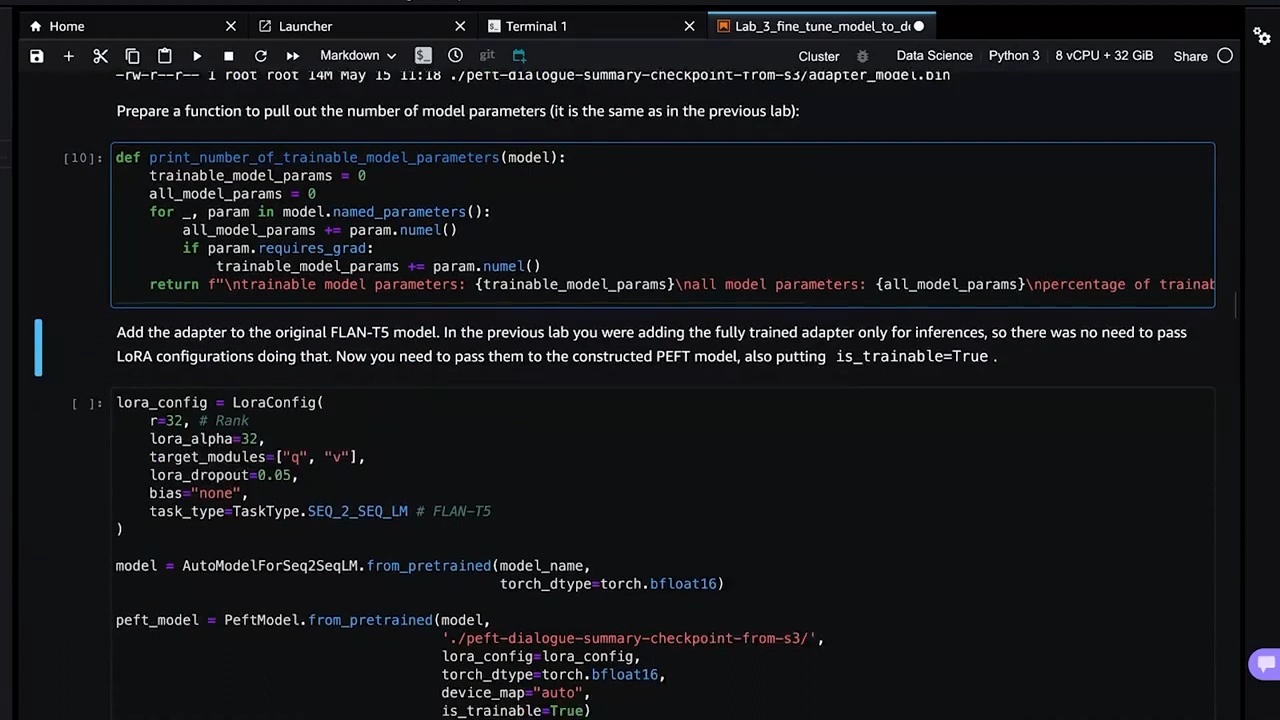 Home
Launcher
Terminal 1
Lab_3_fine_tune_model_to_de
Markdown
git
Cluster
Data Science
Python 3
8 vCPU + 32 GiB
Share
-rw-r--r-- 1 root root 14M May 15 11:18 ./peft-dialogue-summary-checkpoint-from-s3/adapter_model.bin
Prepare a function to pull out the number of model parameters (it is the same as in the previous lab):
[10]:
def print_number_of_trainable_model_parameters(model):
    trainable_model_params = 0
    all_model_params = 0
    for _, param in model.named_parameters():
        all_model_params += param.numel()
        if param.requires_grad:
            trainable_model_params += param.numel()
    return f"\ntrainable model parameters: {trainable_model_params}\nall model parameters: {all_model_params}\npercentage of trainab
Add the adapter to the original FLAN-T5 model. In the previous lab you were adding the fully trained adapter only for inferences, so there was no need to pass
LoRA configurations doing that. Now you need to pass them to the constructed PEFT model, also putting is_trainable=True .
[ ]:
lora_config = LoraConfig(
    r=32, # Rank
    lora_alpha=32,
    target_modules=["q", "v"],
    lora_dropout=0.05,
    bias="none",
    task_type=TaskType.SEQ_2_SEQ_LM # FLAN-T5
)
model = AutoModelForSeq2SeqLM.from_pretrained(model_name,
                                              torch_dtype=torch.bfloat16)
peft_model = PeftModel.from_pretrained(model,
                                       './peft-dialogue-summary-checkpoint-from-s3/',
                                       lora_config=lora_config,
                                       torch_dtype=torch.bfloat16,
                                       device_map="auto",
                                       is_trainable=True)